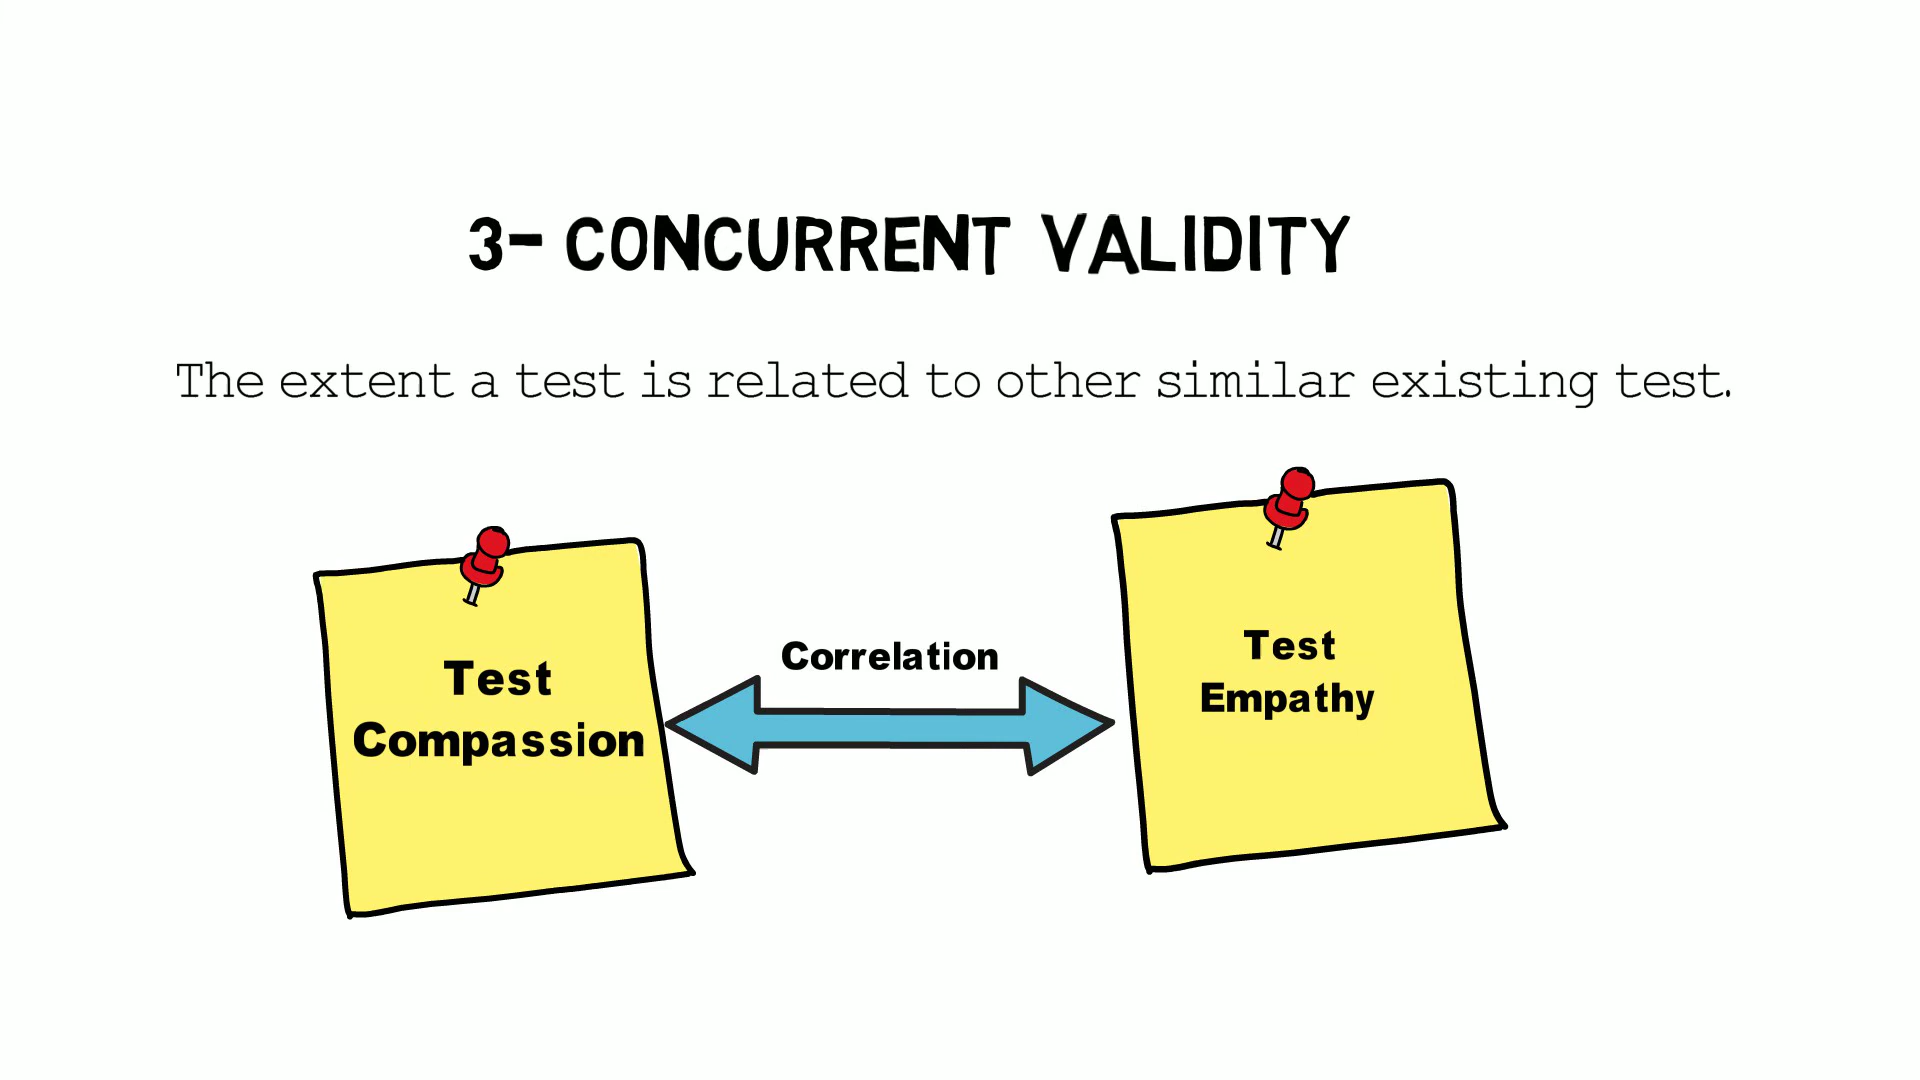 3- CONCURRENT VALIDITY
The extent a test is related to other similar existing test.
Test
Compassion
Correlation
Test
Empathy